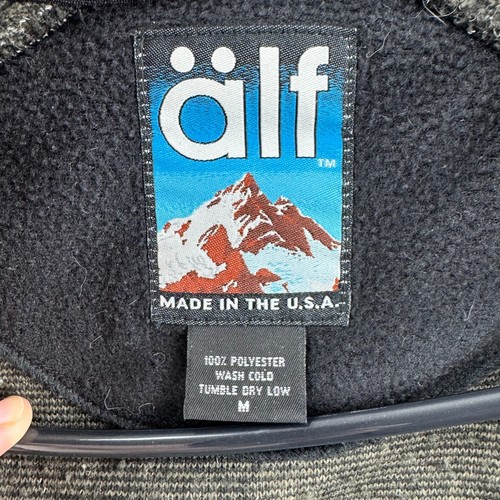 älf
TM
MADE IN THE U.S.A.
100% POLYESTER
WASH COLD
TUMBLE DRY LOW
M